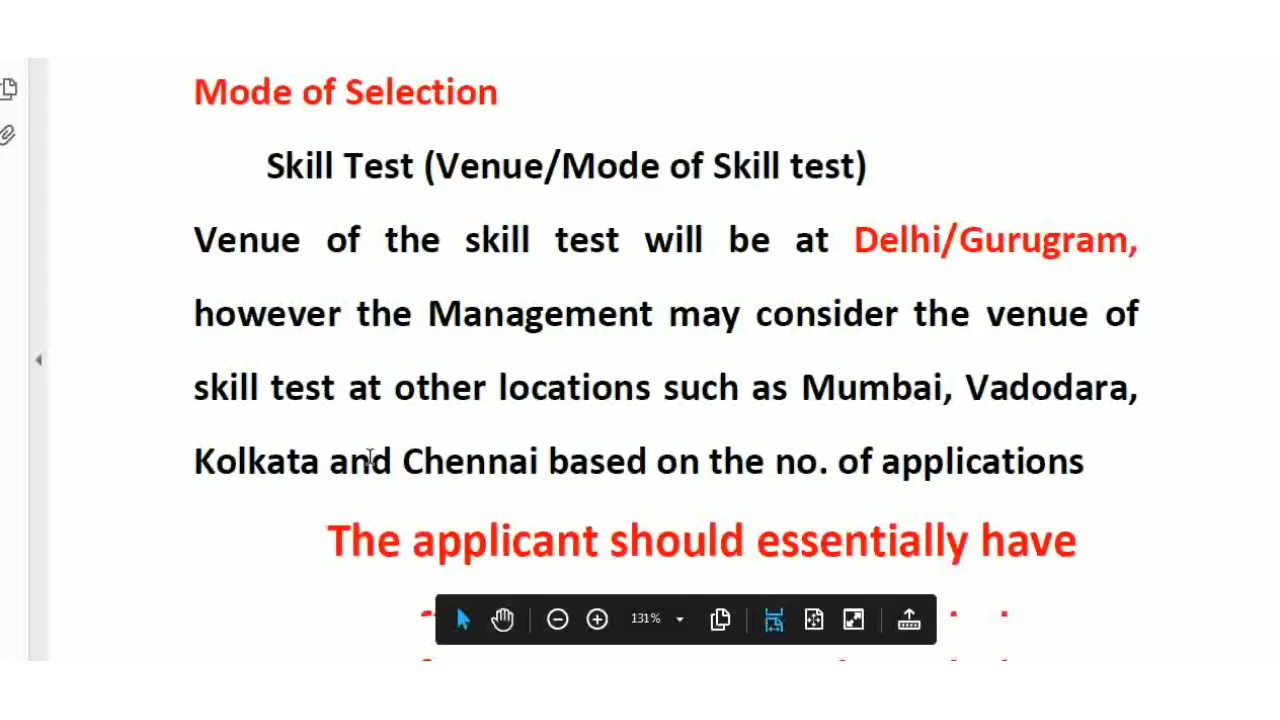 Mode of Selection
Skill Test (Venue/Mode of Skill test)
Venue of the skill test will be at Delhi/Gurugram,
however the Management may consider the venue of
skill test at other locations such as Mumbai, Vadodara,
Kolkata and Chennai based on the no. of applications
The applicant should essentially have
131%